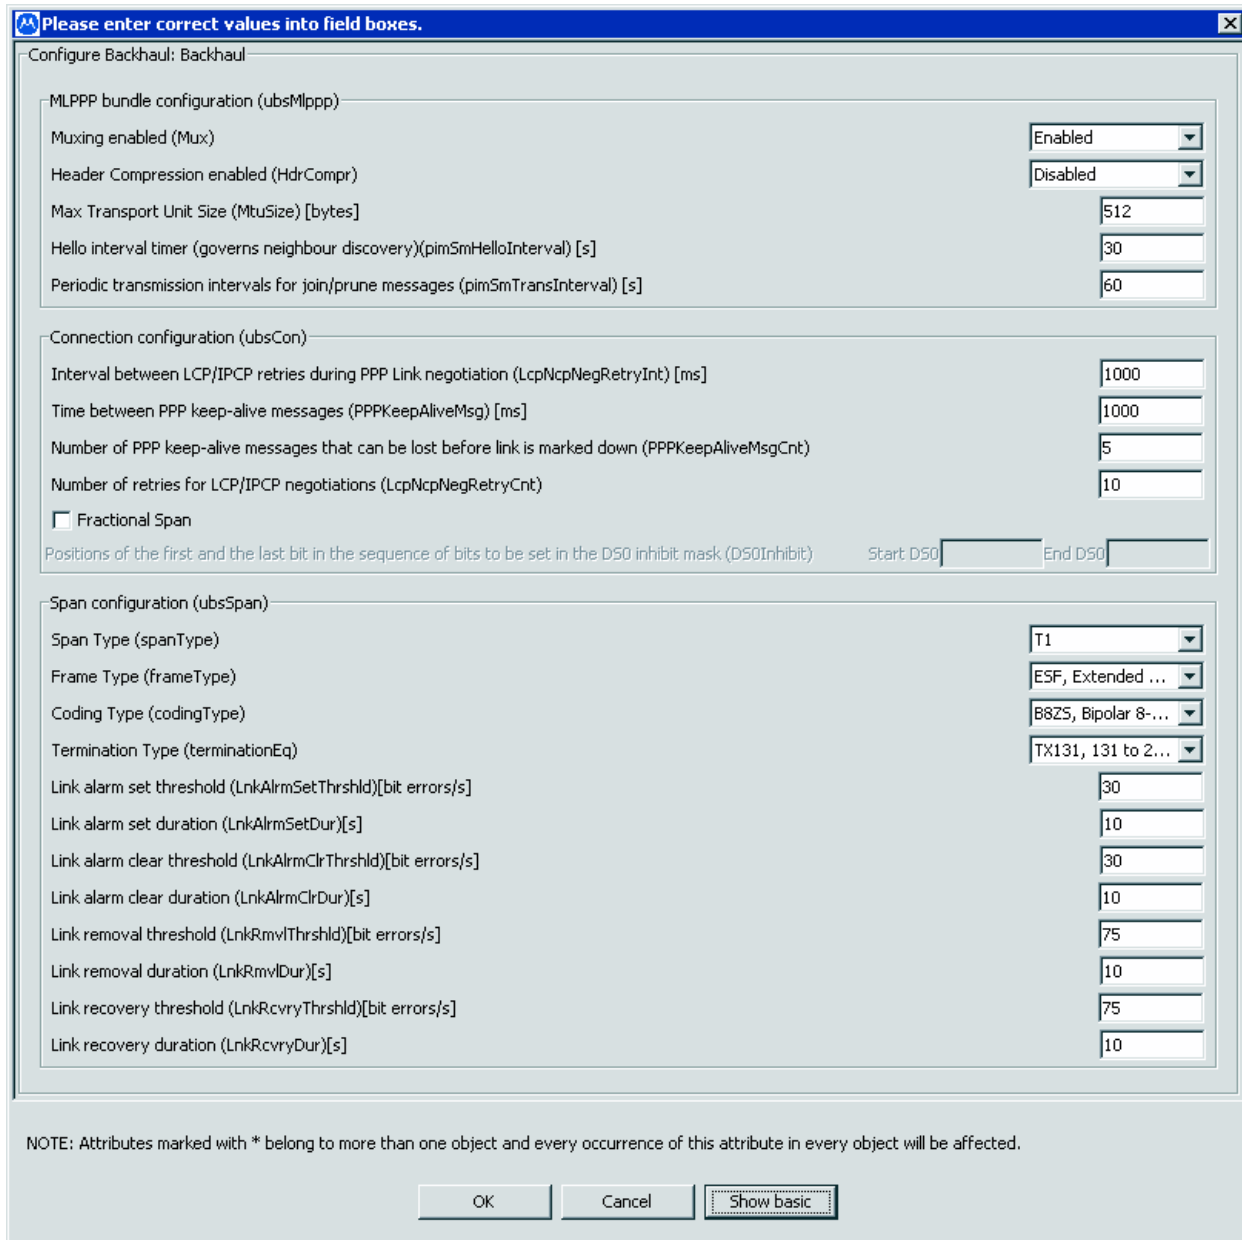 Please enter correct values into field boxes.
Configure Backhaul: Backhaul
MLPPP bundle configuration (ubsMlppp)
Muxing enabled (Mux) Enabled
Header Compression enabled (HdrCompr) Disabled
Max Transport Unit Size (MtuSize) [bytes] 512
Hello interval timer (governs neighbour discovery)(pimSmHelloInterval) [s] 30
Periodic transmission intervals for join/prune messages (pimSmTransInterval) [s] 60
Connection configuration (ubsCon)
Interval between LCP/IPCP retries during PPP Link negotiation (LcpNcpNegRetryInt) [ms] 1000
Time between PPP keep-alive messages (PPPKeepAliveMsg) [ms] 1000
Number of PPP keep-alive messages that can be lost before link is marked down (PPPKeepAliveMsgCnt) 5
Number of retries for LCP/IPCP negotiations (LcpNcpNegRetryCnt) 10
Fractional Span
Positions of the first and the last bit in the sequence of bits to be set in the DS0 inhibit mask (DS0Inhibit) Start DS0 End DS0
Span configuration (ubsSpan)
Span Type (spanType) T1
Frame Type (frameType) ESF, Extended ...
Coding Type (codingType) B8ZS, Bipolar 8-...
Termination Type (terminationEq) TX131, 131 to 2...
Link alarm set threshold (LnkAlrmSetThrshld)[bit errors/s] 30
Link alarm set duration (LnkAlrmSetDur)[s] 10
Link alarm clear threshold (LnkAlrmClrThrshld)[bit errors/s] 30
Link alarm clear duration (LnkAlrmClrDur)[s] 10
Link removal threshold (LnkRmvlThrshld)[bit errors/s] 75
Link removal duration (LnkRmvlDur)[s] 10
Link recovery threshold (LnkRcvryThrshld)[bit errors/s] 75
Link recovery duration (LnkRcvryDur)[s] 10
NOTE: Attributes marked with * belong to more than one object and every occurrence of this attribute in every object will be affected.
OK Cancel Show basic